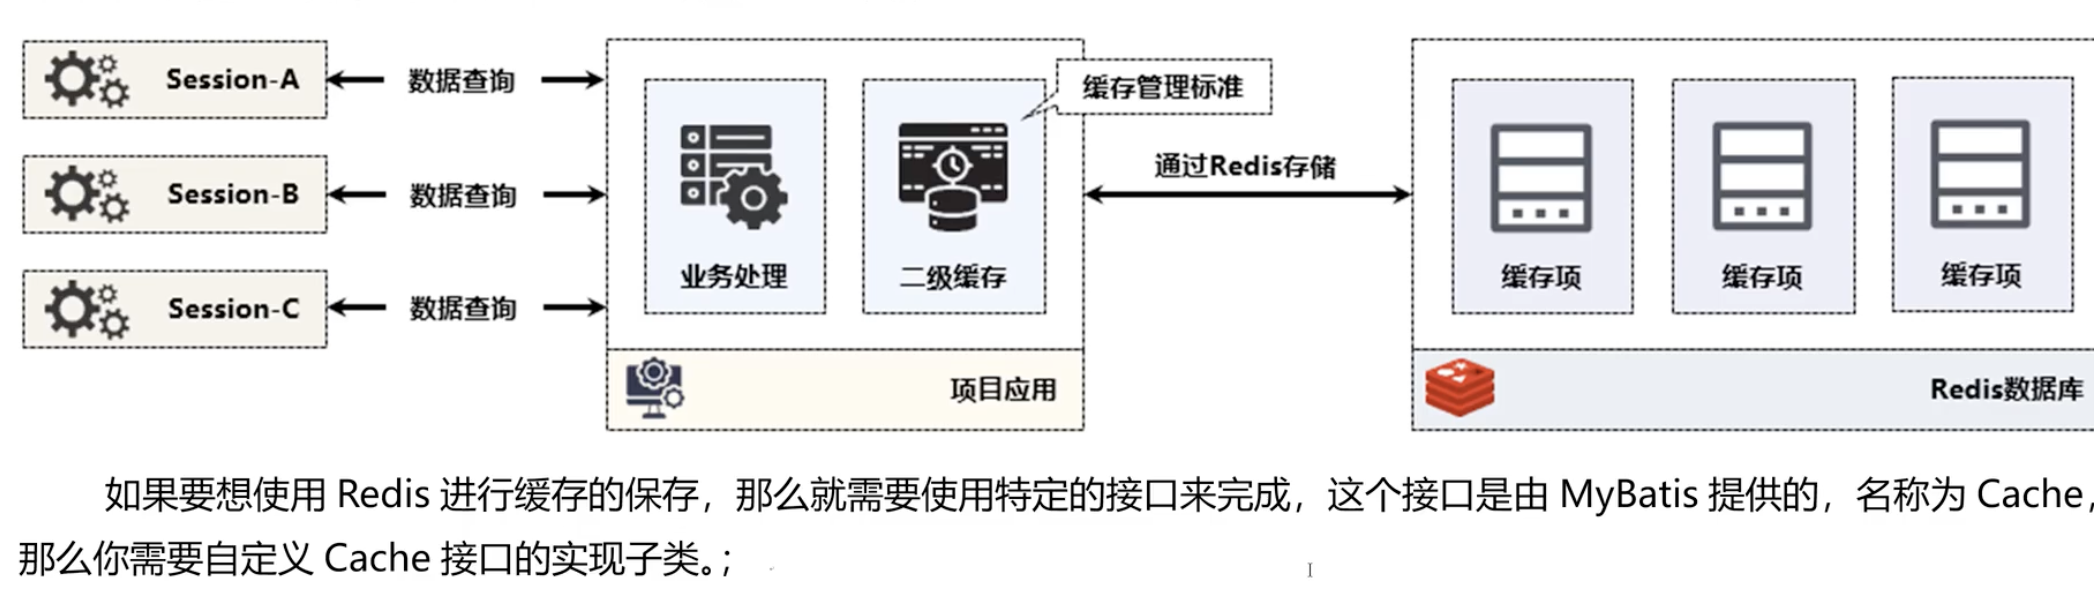 Session-A
数据查询
缓存管理标准
Session-B
数据查询
通过Redis存储
Session-C
数据查询
业务处理
二级缓存
缓存项
缓存项
缓存项
项目应用
Redis数据库
如果要想使用 Redis 进行缓存的保存，那么就需要使用特定的接口来完成，这个接口是由 MyBatis 提供的，名称为 Cache，
那么你需要自定义 Cache 接口的实现子类。；